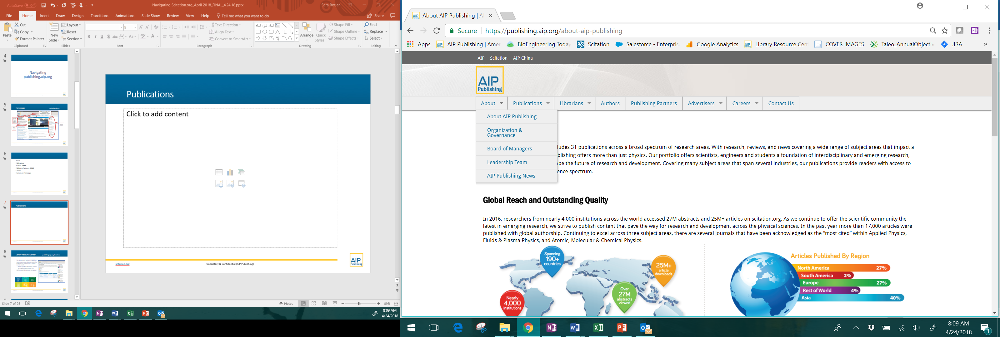 AutoSave Off
Navigating Scitation.org_April 2018_FINAL_4.24.18.pptx
Sara Rotjan
File Home Insert Draw Design Transitions Animations Slide Show Review View Help Tell me what you want to do Share
Paste
Cut
Copy
Format Painter
Clipboard
New Slide
Layout
Reset
Section
Slides
9
B I U S abc AV Aa A
Font
Text Direction
Align Text
Convert to SmartArt
Paragraph
Arrange
Quick Styles
Shape Fill
Shape Outline
Shape Effects
Drawing
Find
Replace
Select
Editing
4
Navigating
publishing.aip.org
5
Homepage publishing.aip.org
6
About
Publications
Authors - DONE
Publishing Partners - DONE
Careers
Features on Homepage
7
Publications
8
Library Resource Center publishing.aip.org/librarians
Publications
Click to add content
scitation.org
Proprietary & Confidential (AIP Publishing)
AIP
Publishing
Slide 7 of 26
Notes
89%
8:09 AM
4/24/2018
About AIP Publishing | A
Secure https://publishing.aip.org/about-aip-publishing
Apps AIP Publishing | Ame BioEngineering Today Scitation Salesforce - Enterpris Google Analytics Library Resource Cen COVER IMAGES Taleo_AnnualObjectiv JIRA »
AIP Scitation AIP China
AIP
Publishing
About Publications Librarians Authors Publishing Partners Advertisers Careers Contact Us
About AIP Publishing
Organization &
Governance
Board of Managers
Leadership Team
AIP Publishing News
ludes 31 publications across a broad spectrum of research areas. With research, reviews, and news covering a wide range of subject areas that impact a
blishing offers more than just physics. Our portfolio offers scientists, engineers and students a foundation of interdisciplinary and emerging research,
ape the future of research and development. Covering many subject areas that span several industries, our publications provide readers with access to
ence spectrum.
Global Reach and Outstanding Quality
In 2016, researchers from nearly 4,000 institutions across the world accessed 27M abstracts and 25M+ articles on scitation.org. As we continue to offer the scientific community the
latest in emerging research, we strive to publish content that pave the way for research and development across the physical sciences. In the past year more than 17,000 articles were
published with global authorship. Continuing to excel across three subject areas, there are several journals that have been acknowledged as the “most cited” within Applied Physics,
Fluids & Plasma Physics, and Atomic, Molecular & Chemical Physics.
Spanning
190+
countries
25M+
article
downloads
Over
27M
abstracts
viewed
Nearly
4,000
institutions
Articles Published By Region
North America 27%
South America 2%
Europe 27%
Rest of World 4%
Asia 40%
8:09 AM
4/24/2018
1